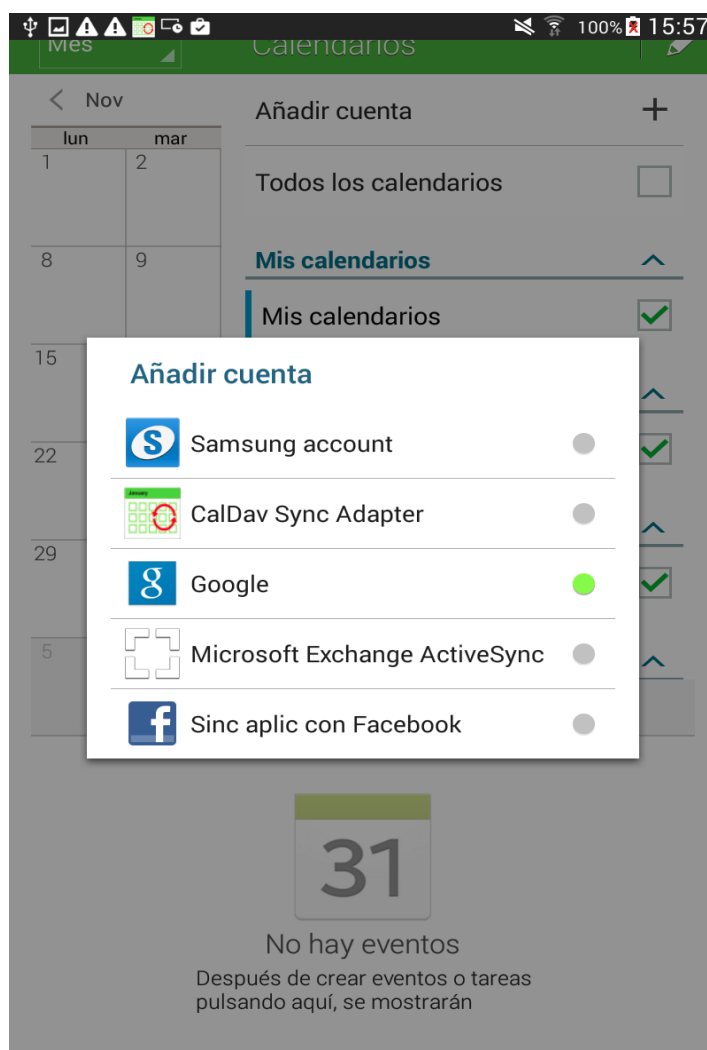 100% 15:57
Mes
Calendarios
Nov
lun mar
1 2
8 9
15
22
29
5
Añadir cuenta
Todos los calendarios
Mis calendarios
Mis calendarios
Añadir cuenta
Samsung account
January
CalDav Sync Adapter
Google
Microsoft Exchange ActiveSync
Sinc aplic con Facebook
31
No hay eventos
Después de crear eventos o tareas
pulsando aquí, se mostrarán